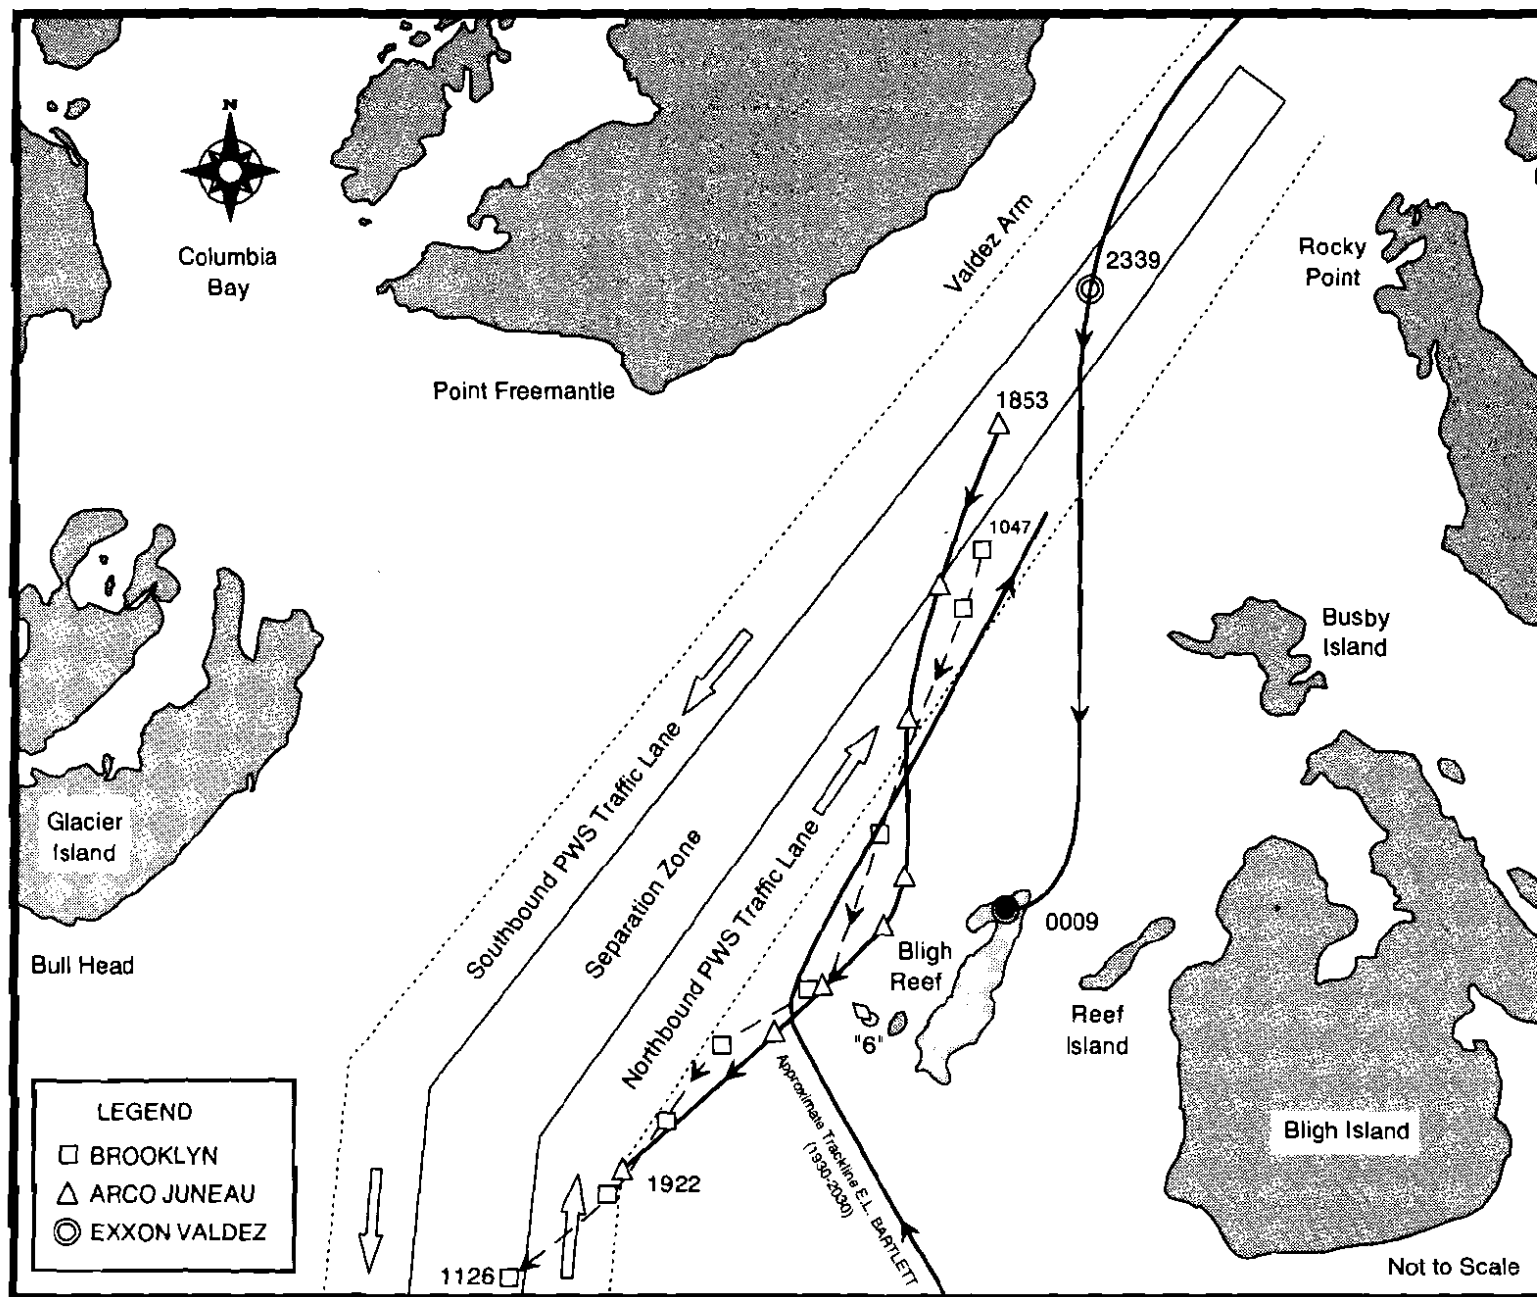 N
Columbia
Bay
Valdez Arm
2339
Rocky
Point
Point Freemantle
1853
1047
Busby
Island
Southbound PWS Traffic Lane
Separation Zone
Northbound PWS Traffic Lane
Glacier
Island
Bull Head
Bligh
Reef
0009
Reef
Island
"6"
Approximate Trackline E.L. BARTLETT
(1930-2030)
Bligh Island
LEGEND
BROOKLYN
ARCO JUNEAU
EXXON VALDEZ
1922
1126
Not to Scale